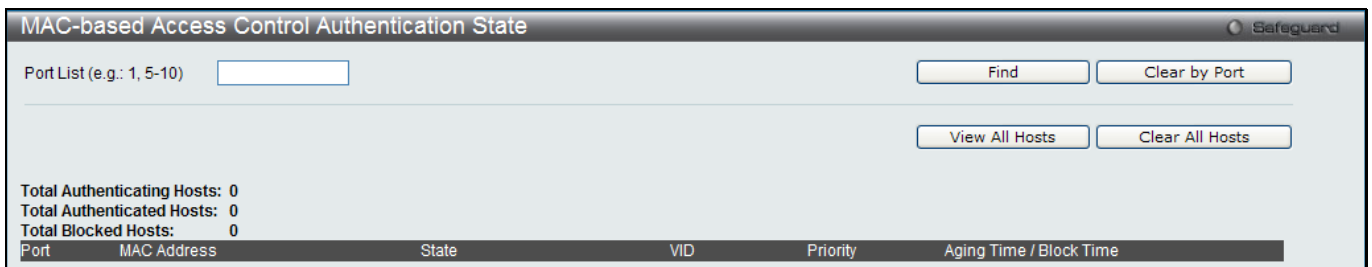 MAC-based Access Control Authentication State Safeguard
Port List (e.g.: 1, 5-10) Find Clear by Port
View All Hosts Clear All Hosts
Total Authenticating Hosts: 0
Total Authenticated Hosts: 0
Total Blocked Hosts: 0
Port MAC Address State VID Priority Aging Time / Block Time